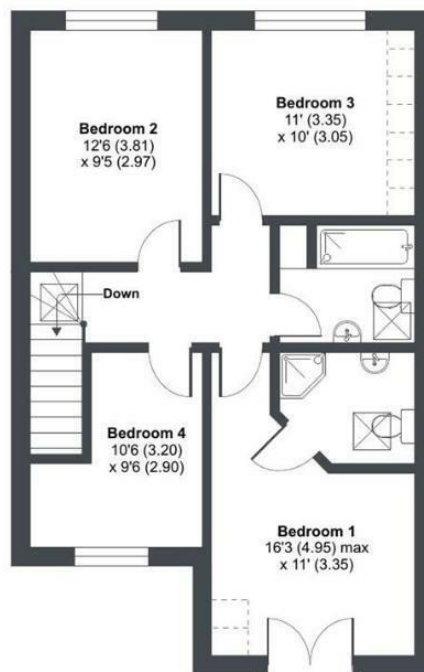 Bedroom 2
12'6 (3.81)
x 9'5 (2.97)
Bedroom 3
11' (3.35)
x 10' (3.05)
Down
Bedroom 4
10'6 (3.20)
x 9'6 (2.90)
Bedroom 1
16'3 (4.95) max
x 11' (3.35)